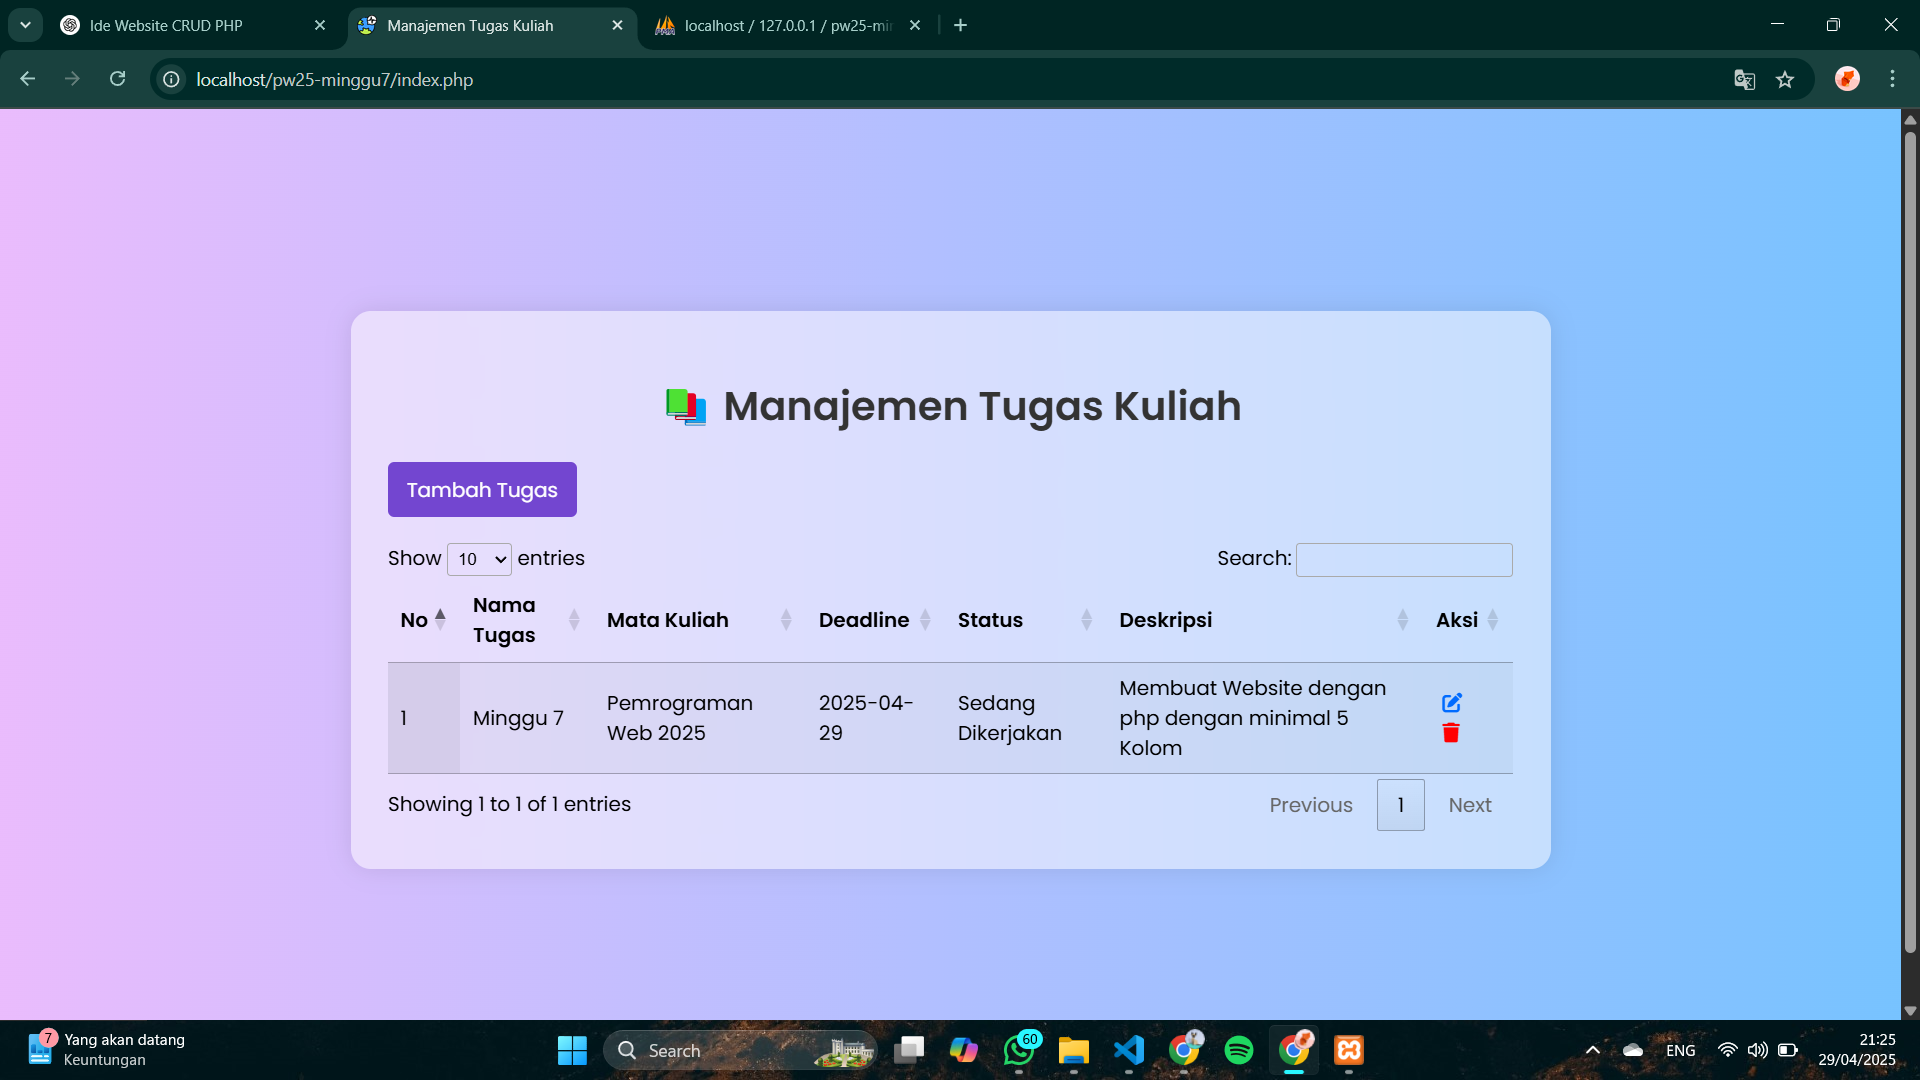 Ide Website CRUD PHP
Manajemen Tugas Kuliah
localhost / 127.0.0.1 / pw25-min
localhost/pw25-minggu7/index.php
Manajemen Tugas Kuliah
Tambah Tugas
Show 10 entries
Search:
No
Nama
Tugas
Mata Kuliah
Deadline
Status
Deskripsi
Aksi
1
Minggu 7
Pemrograman
Web 2025
2025-04-
29
Sedang
Dikerjakan
Membuat Website dengan
php dengan minimal 5
Kolom
Showing 1 to 1 of 1 entries
Previous 1 Next
7
Yang akan datang
Keuntungan
Search
60
ENG
21:25
29/04/2025